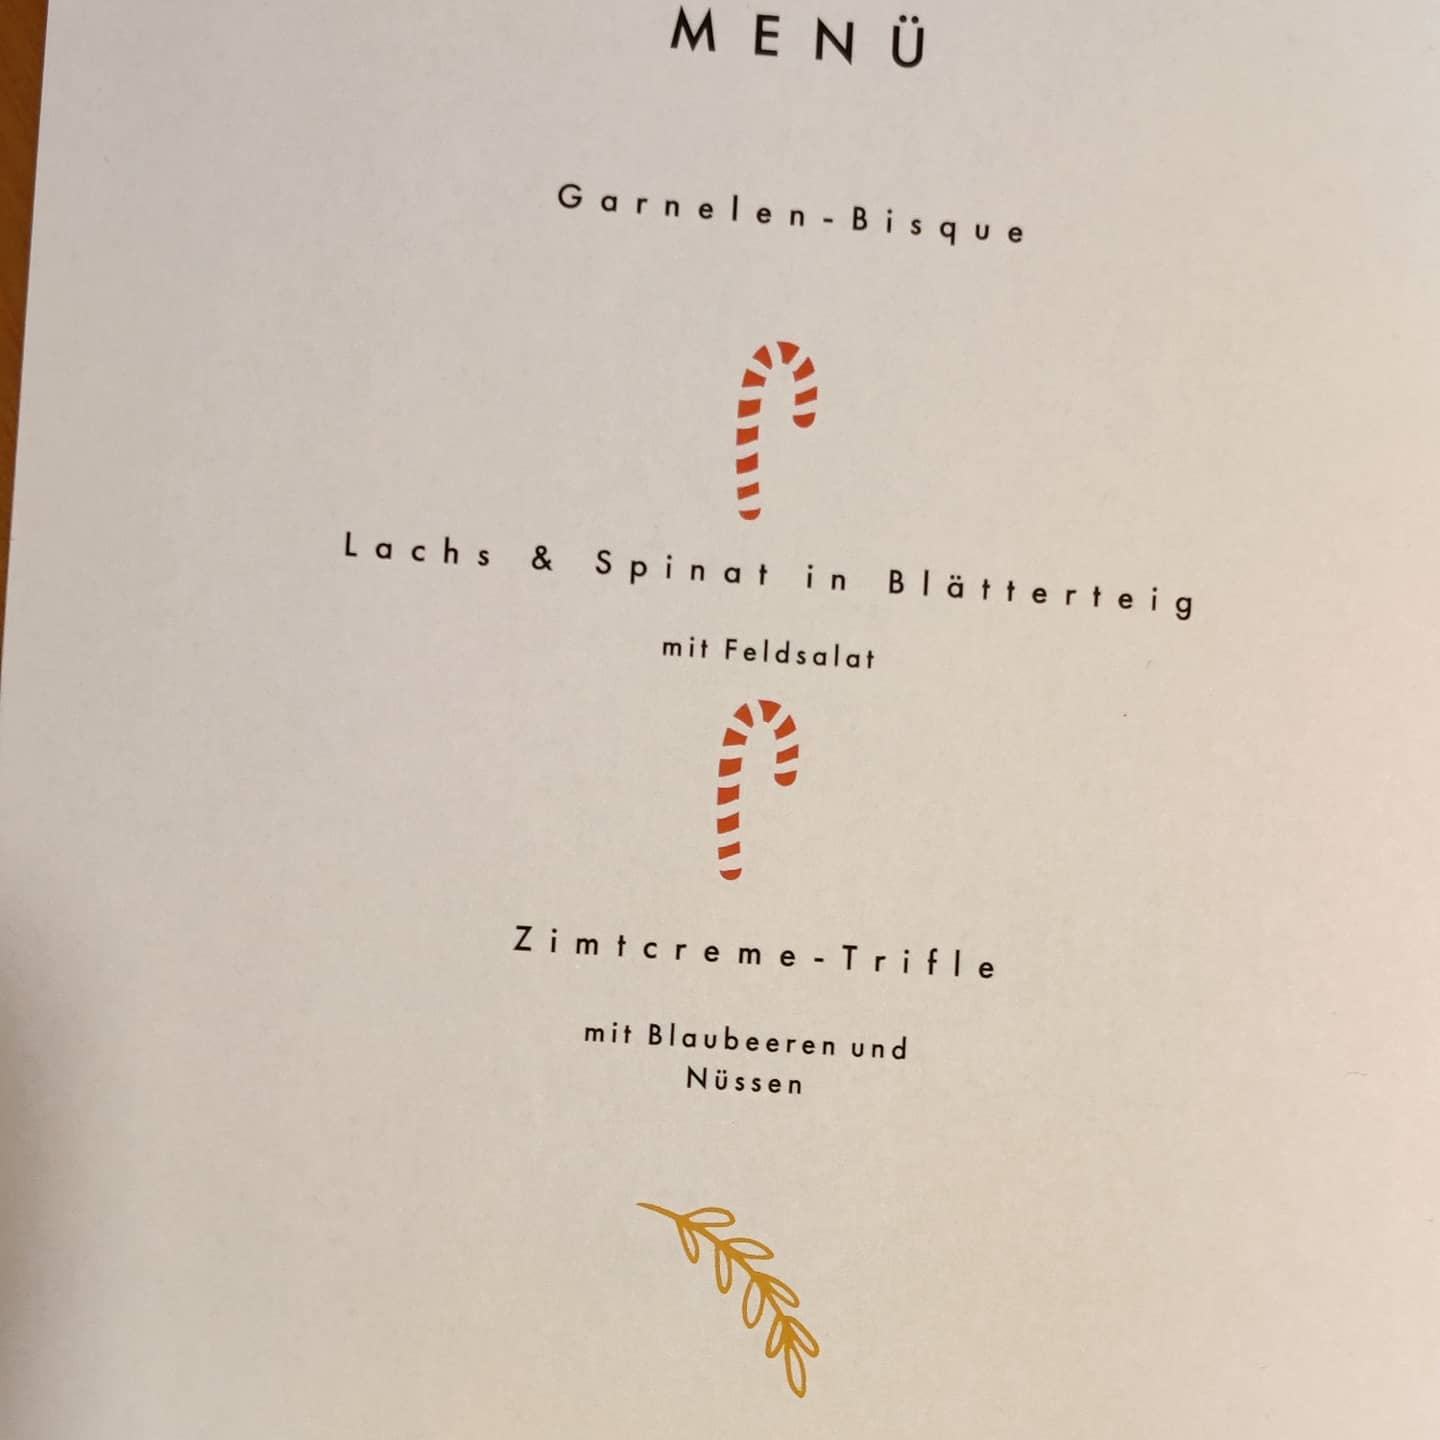 MENÜ
Garnelen-Bisque
Lachs & Spinat in Blätterteig
mit Feldsalat
Zimtcreme-Trifle
mit Blaubeeren und
Nüssen